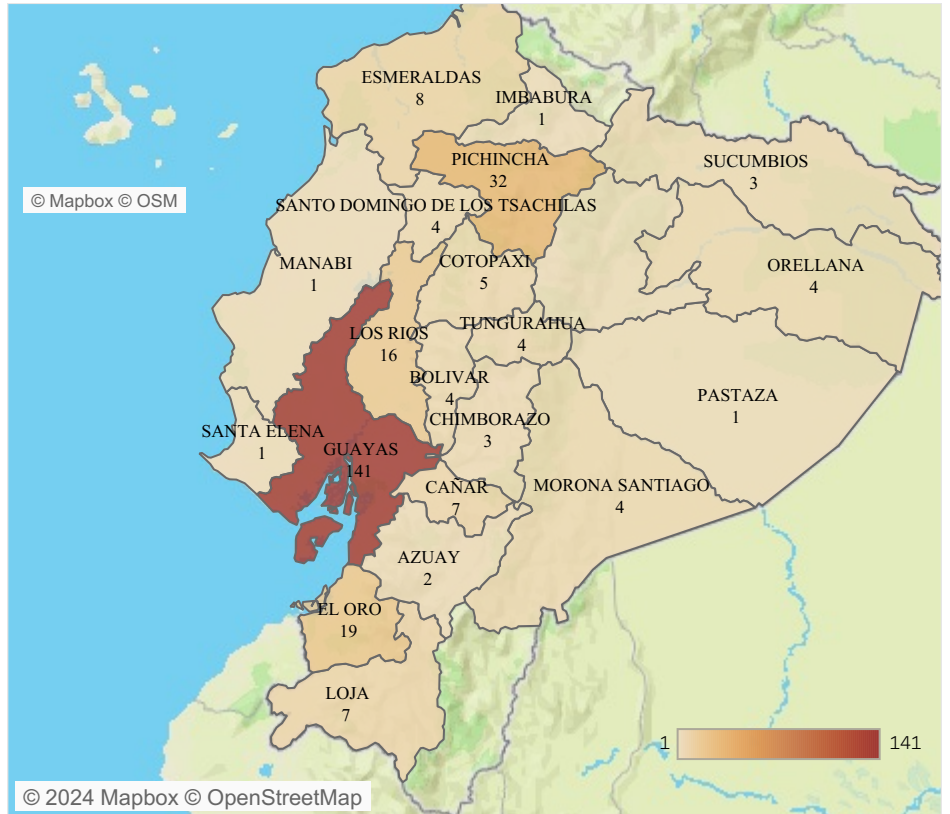 ESMERALDAS
8
IMBABURA
1
PICHINCHA
32
SUCUMBIOS
3
© Mapbox © OSM
SANTO DOMINGO DE LOS TSACHILAS
4
MANABI
1
COTOPAXI
5
ORELLANA
4
LOS RIOS
16
TUNGURAHUA
4
BOLIVAR
4
PASTAZA
1
CHIMBORAZO
3
SANTA ELENA
1
GUAYAS
141
CAÑAR
7
MORONA SANTIAGO
4
AZUAY
2
EL ORO
19
LOJA
7
1
141
© 2024 Mapbox © OpenStreetMap